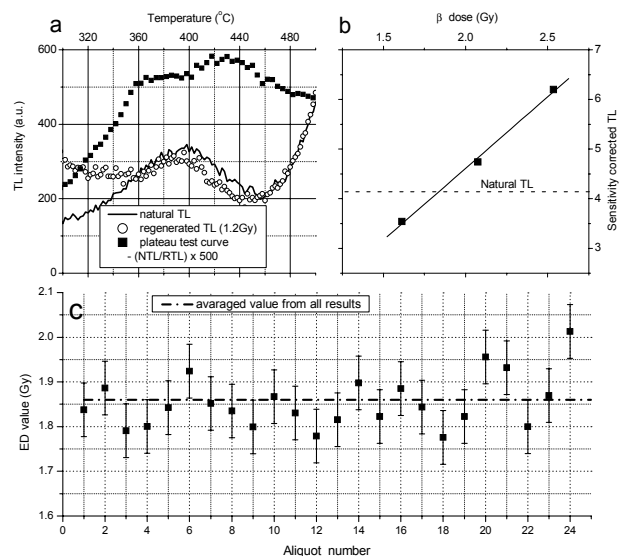 Temperature (°C)
300 320 360 400 440 480
a
600
500
400
300
200
100
0
TL intensity (a.u.)
natural TL
regenerated TL (1.2Gy)
plateau test curve
- (NTL/RTL) x 500
β dose (Gy)
1.5 2.0 2.5
b
7
6
5
4
3
Sensitivity corrected TL
Natural TL
c
avaraged value from all results
2.1
2.0
1.9
1.8
1.7
1.6
ED value (Gy)
0 2 4 6 8 10 12 14 16 18 20 22 24
Aliquot number